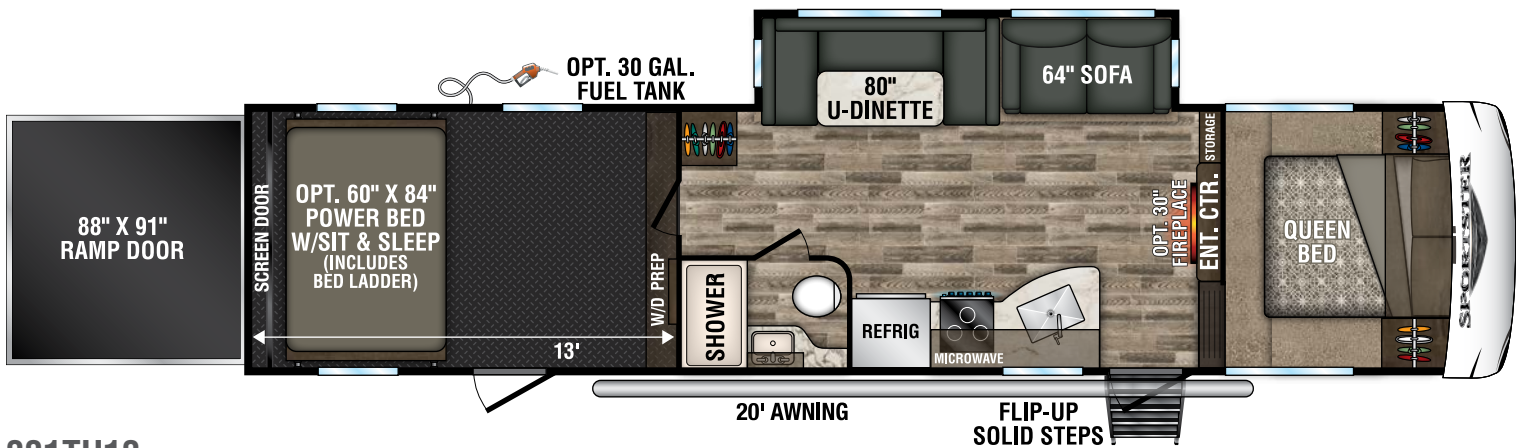 OPT. 30 GAL.
FUEL TANK
80"
U-DINETTE
64" SOFA
88" X 91"
RAMP DOOR
SCREEN DOOR
OPT. 60" X 84"
POWER BED
W/SIT & SLEEP
(INCLUDES
BED LADDER)
13'
W/D PREP
SHOWER
REFRIG
MICROWAVE
STORAGE
OPT. 30"
FIREPLACE
ENT. CTR.
QUEEN
BED
SPORTSTER
20' AWNING
FLIP-UP
SOLID STEPS